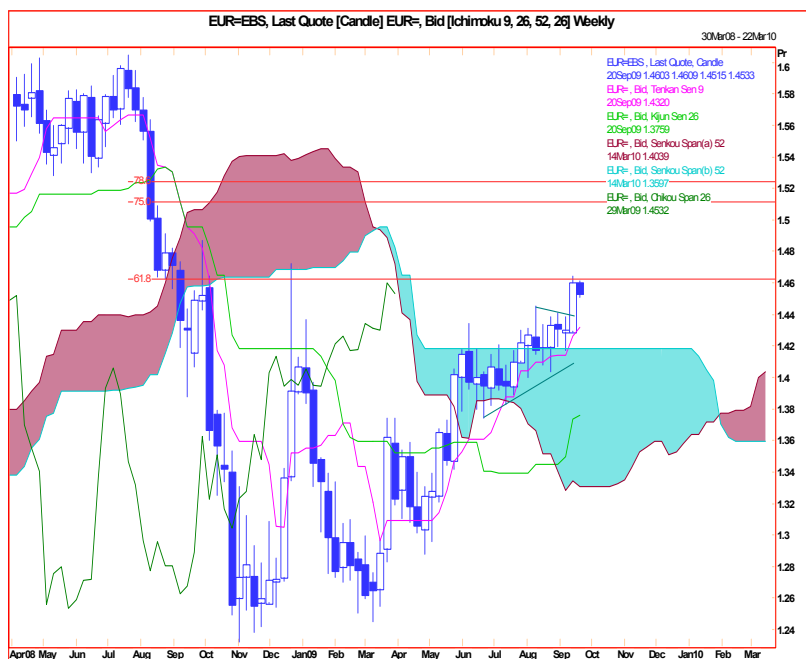 EUR=EBS, Last Quote [Candle] EUR=, Bid [Ichimoku 9, 26, 52, 26] Weekly
30Mar08 - 22Mar10
Pr
EUR=EBS , Last Quote, Candle
20Sep09 1.4603 1.4609 1.4515 1.4533
EUR= , Bid, Tenkan Sen 9
20Sep09 1.4320
EUR= , Bid, Kijun Sen 26
20Sep09 1.3759
EUR= , Bid, Senkou Span(a) 52
14Mar10 1.4039
EUR= , Bid, Senkou Span(b) 52
14Mar10 1.3597
EUR= , Bid, Chikou Span 26
29Mar09 1.4532
1.6
1.58
1.56
1.54
1.52
1.5
1.48
1.46
1.44
1.42
1.4
1.38
1.36
1.34
1.32
1.3
1.28
1.26
1.24
75.0
61.8
Apr08 May Jun Jul Aug Sep Oct Nov Dec Jan09 Feb Mar Apr May Jun Jul Aug Sep Oct Nov Dec Jan10 Feb Mar